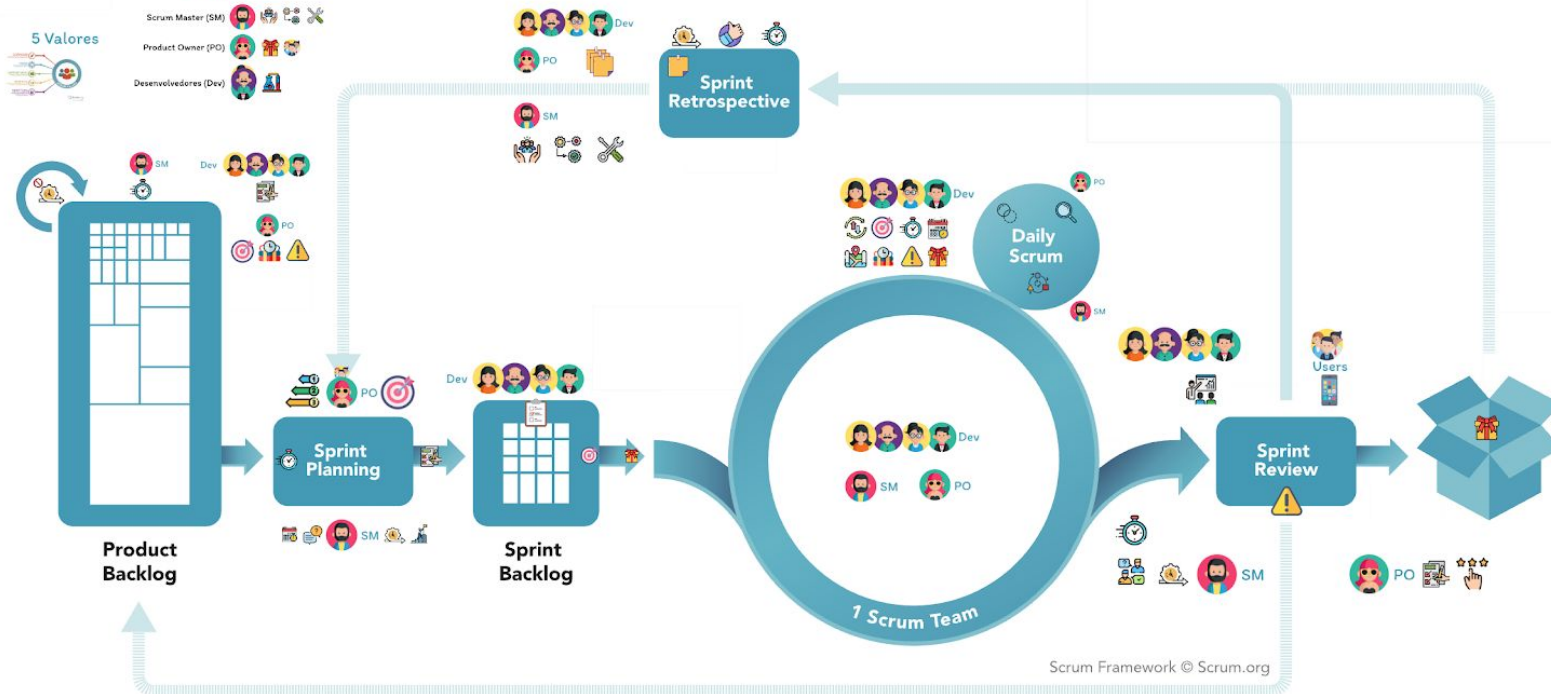 5 Valores
Scrum Master (SM)
Product Owner (PO)
Desenvolvedores (Dev)
Dev
PO
SM
Sprint
Retrospective
SM
Dev
PO
Dev
PO
Daily
Scrum
SM
Users
PO
Dev
Sprint
Planning
SM
Product
Backlog
Sprint
Backlog
Dev
SM
PO
1 Scrum Team
Sprint
Review
SM
PO
Scrum Framework © Scrum.org